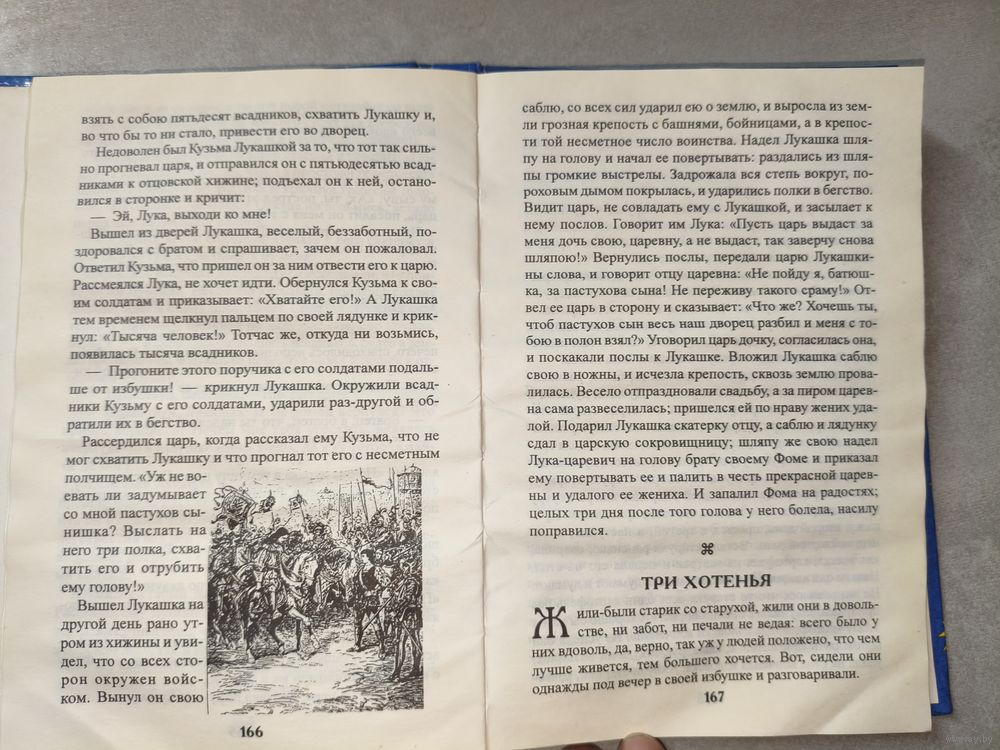 взять с собою пятьдесят всадников, схватить Лукашку и,
во что бы то ни стало, привести его во дворец.
Недоволен был Кузьма Лукашкой за то, что тот так силь-
но прогневал царя, и отправился он с пятьюдесятью всад-
никами к отцовской хижине; подъехал он к ней, остано-
вился в сторонке и кричит:
— Эй, Лука, выходи ко мне!
Вышел из дверей Лукашка, веселый, беззаботный, по-
здоровался с братом и спрашивает, зачем он пожаловал.
Ответил Кузьма, что пришел он за ним отвести его к царю.
Рассмеялся Лука, не хочет идти. Обернулся Кузьма к сво-
им солдатам и приказывает: «Хватайте его!» А Лукашка
тем временем щелкнул пальцем по своей лядунке и крик-
нул: «Тысяча человек!» Тотчас же, откуда ни возьмись,
появилась тысяча всадников.
— Прогоните этого поручика с его солдатами подаль-
ше от избушки! — крикнул Лукашка. Окружили всад-
ники Кузьму с его солдатами, ударили раз-другой и об-
ратили их в бегство.
Рассердился царь, когда рассказал ему Кузьма, что не
мог схватить Лукашку и что прогнал тот его с несметным
полчищем. «Уж не во-
евать ли задумывает
со мной пастухов сы-
нишка? Выслать на
него три полка, схва-
тить его и отрубить
ему голову!»
Вышел Лукашка на
другой день рано ут-
ром из хижины и уви-
дел, что со всех сто-
рон окружен войс-
ком. Вынул он свою
166
саблю, со всех сил ударил ею о землю, и выросла из зем-
ли грозная крепость с башнями, бойницами, а в крепос-
ти той несметное число воинства. Надел Лукашка шля-
пу на голову и начал ее повертывать: раздались из шля-
пы громкие выстрелы. Задрожала вся степь вокруг, по-
роховым дымом покрылась, и ударились полки в бегство.
Видит царь, не совладать ему с Лукашкой, и засылает к
нему послов. Говорит им Лука: «Пусть царь выдаст за
меня дочь свою, царевну, а не выдаст, так заверчу снова
шляпою!» Вернулись послы, передали царю Лукашки-
ны слова, и говорит отцу царевна: «Не пойду я, батюш-
ка, за пастухова сына! Не переживу такого сраму!» От-
вел ее царь в сторону и сказывает: «Что же? Хочешь ты,
чтоб пастухов сын весь наш дворец разбил и меня с то-
бою в полон взял?» Уговорил царь дочку, согласилась она,
и поскакали послы к Лукашке. Вложил Лукашка саблю
свою в ножны, и исчезла крепость, сквозь землю прова-
лилась. Весело отпраздновали свадьбу, а за пиром царев-
на сама развеселилась; пришелся ей по нраву жених уда-
лой. Подарил Лукашка скатерку отцу, а саблю и лядунку
сдал в царскую сокровищницу; шляпу же свою надел
Лука-царевич на голову брату своему Фоме и приказал
ему повертывать ее и палить в честь прекрасной царев-
ны и удалого ее жениха. И запалил Фома на радостях;
целых три дня после того голова у него болела, насилу
поправился.
ТРИ ХОТЕНЬЯ
Жили-были старик со старухой, жили они в доволь-
стве, ни забот, ни печали не ведая: всего было у
них вдоволь, да, верно, так уж у людей положено, что чем
лучше живется, тем большего хочется. Вот, сидели они
однажды под вечер в своей избушке и разговаривали.
167